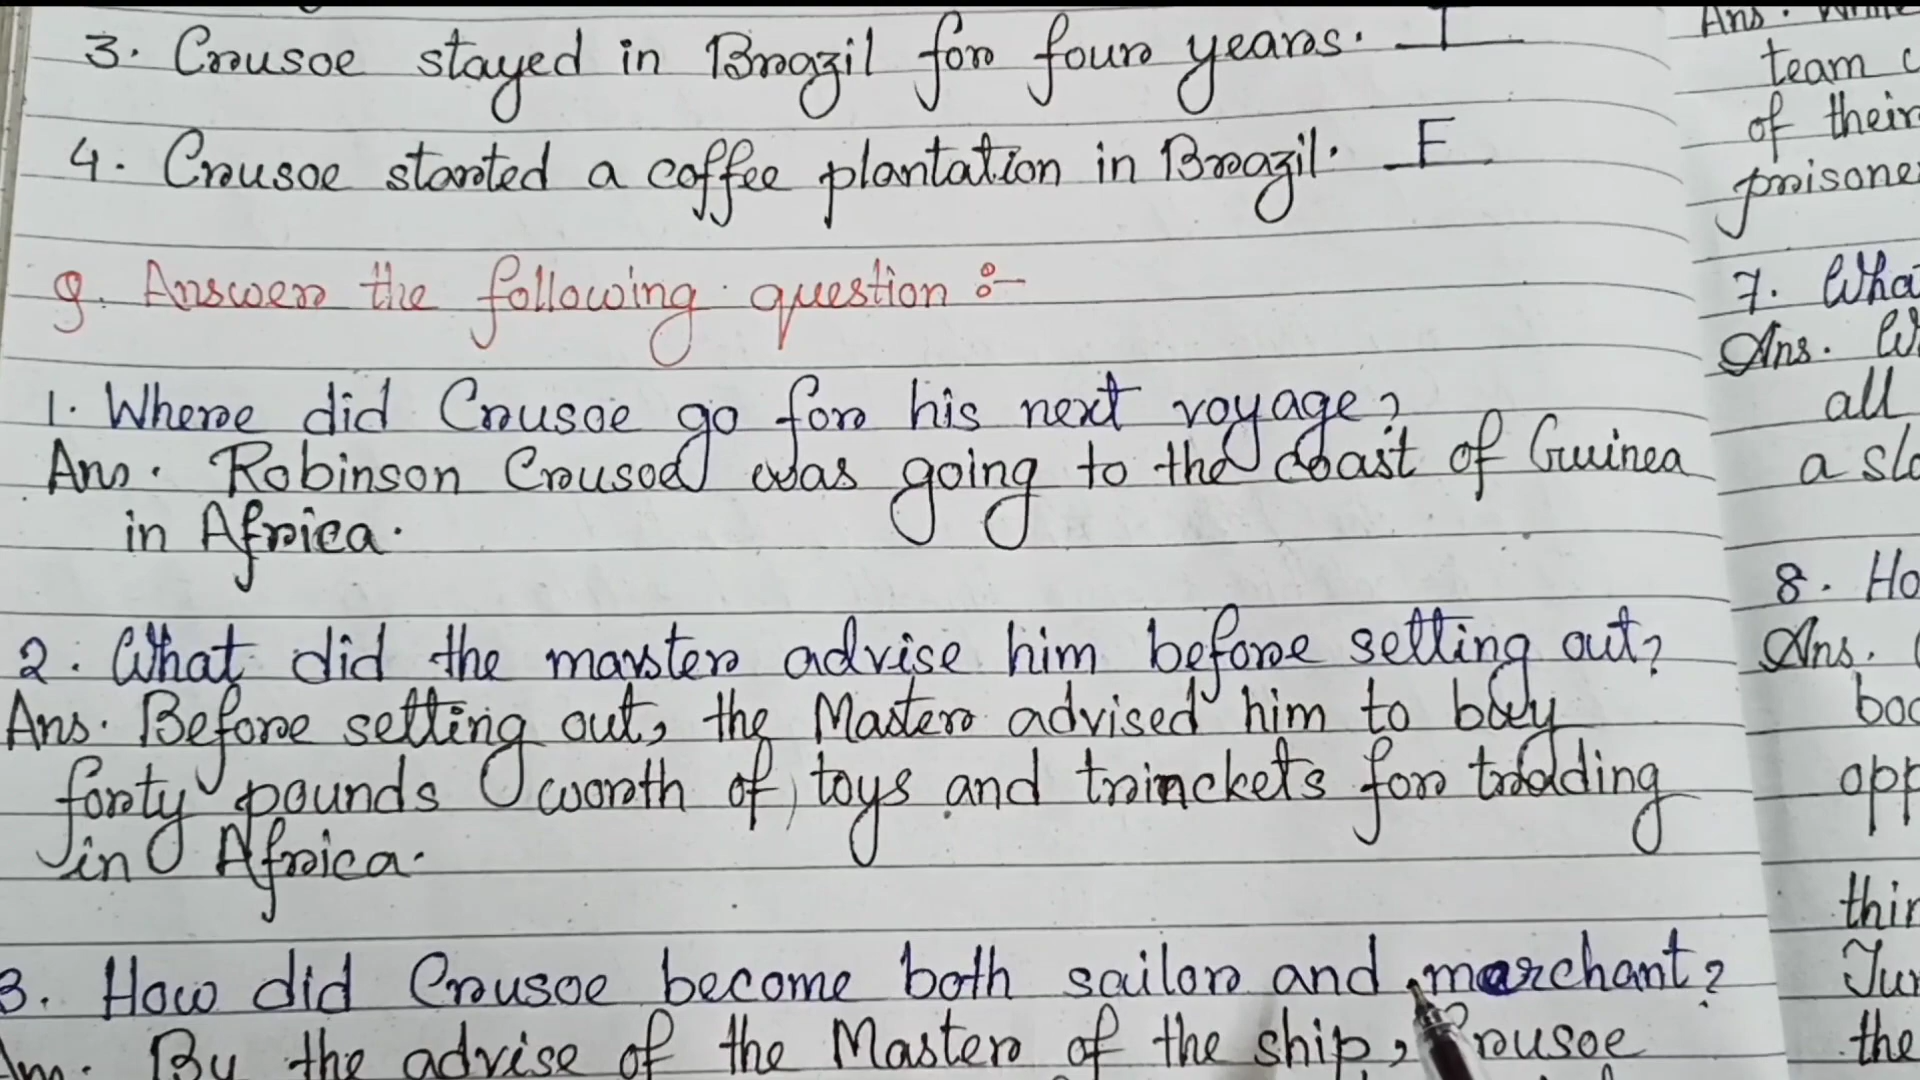 3. Crusoe stayed in Brazil for four years. T
4. Crusoe started a coffee plantation in Brazil. F
g. Answer the following question :-
1. Where did Crusoe go for his next voyage?
Ans. Robinson Crusoe was going to the coast of Guinea
in Africa.
2. What did the master advise him before setting out?
Ans. Before setting out, the Master advised him to buy
forty pounds worth of toys and trinckets for trading
in Africa.
3. How did Crusoe become both sailor and marchant?
Ans. By the advise of the Master of the ship, Crusoe
Ans.
team
of their
7.
Ans.
all
a
8. Ho
Ans.
the